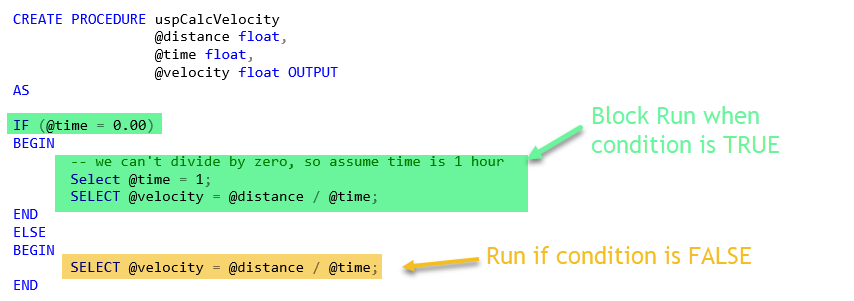 CREATE PROCEDURE uspCalcVelocity
@distance float,
@time float,
@velocity float OUTPUT
AS
IF (@time = 0.00)
BEGIN
-- we can't divide by zero, so assume time is 1 hour
Select @time = 1;
SELECT @velocity = @distance / @time;
END
ELSE
BEGIN
SELECT @velocity = @distance / @time;
END
Block Run when
condition is TRUE
Run if condition is FALSE